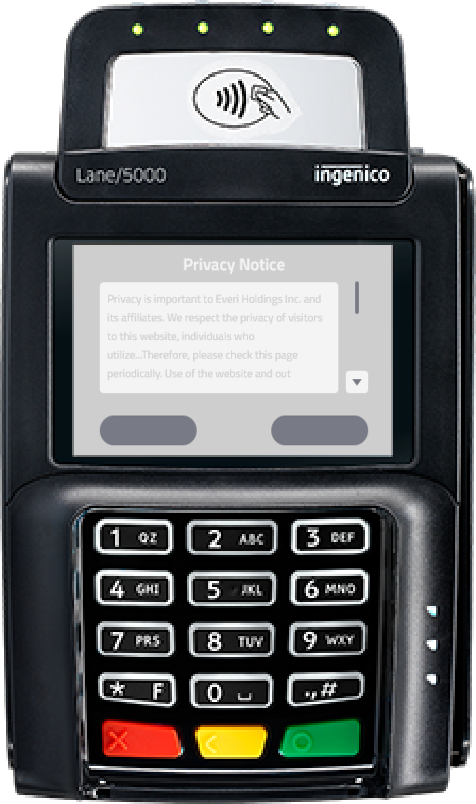 Lane/5000 ingenico
Privacy Notice
Privacy is important to Everi Holdings Inc. and
its affiliates. We respect the privacy of visitors
to this website, individuals who
utilize...Therefore, please check this page
periodically. Use of the website and out
1 QZ 2 ABC 3 DEF
4 GHI 5 JKL 6 MNO
7 PRS 8 TUV 9 WXY
* F 0 ⎵ .,#